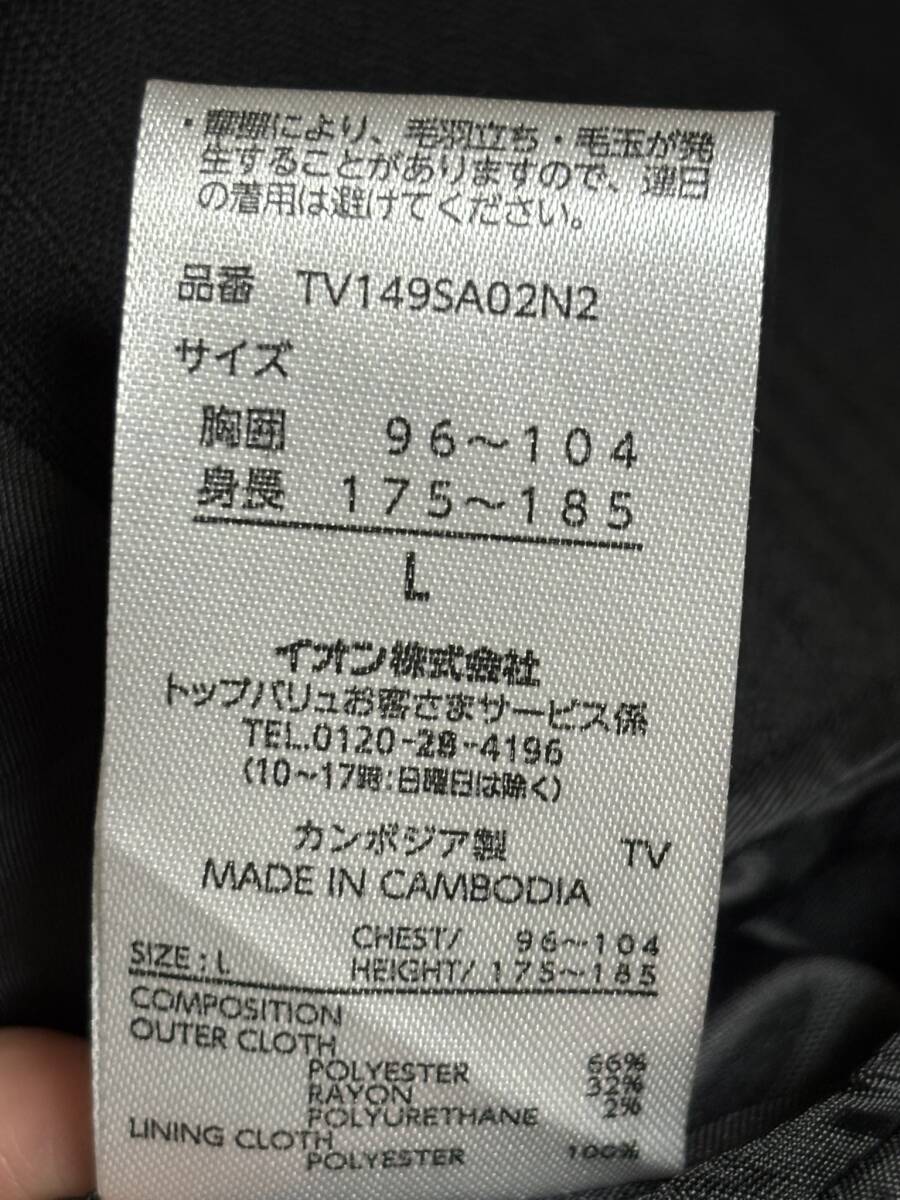 ・摩擦により、毛羽立ち・毛玉が発
生することがありますので、連日
の着用は避けてください。
品番 TV149SA02N2
サイズ
胸囲 96〜104
身長 175〜185
L
イオン株式会社
トップバリュお客さまサービス係
TEL.0120-28-4196
(10〜17時:日曜日は除く)
カンボジア製 TV
MADE IN CAMBODIA
SIZE : L CHEST/ 96〜104
HEIGHT/ 175〜185
COMPOSITION
OUTER CLOTH
POLYESTER 66%
RAYON 32%
POLYURETHANE 2%
LINING CLOTH
POLYESTER 100%